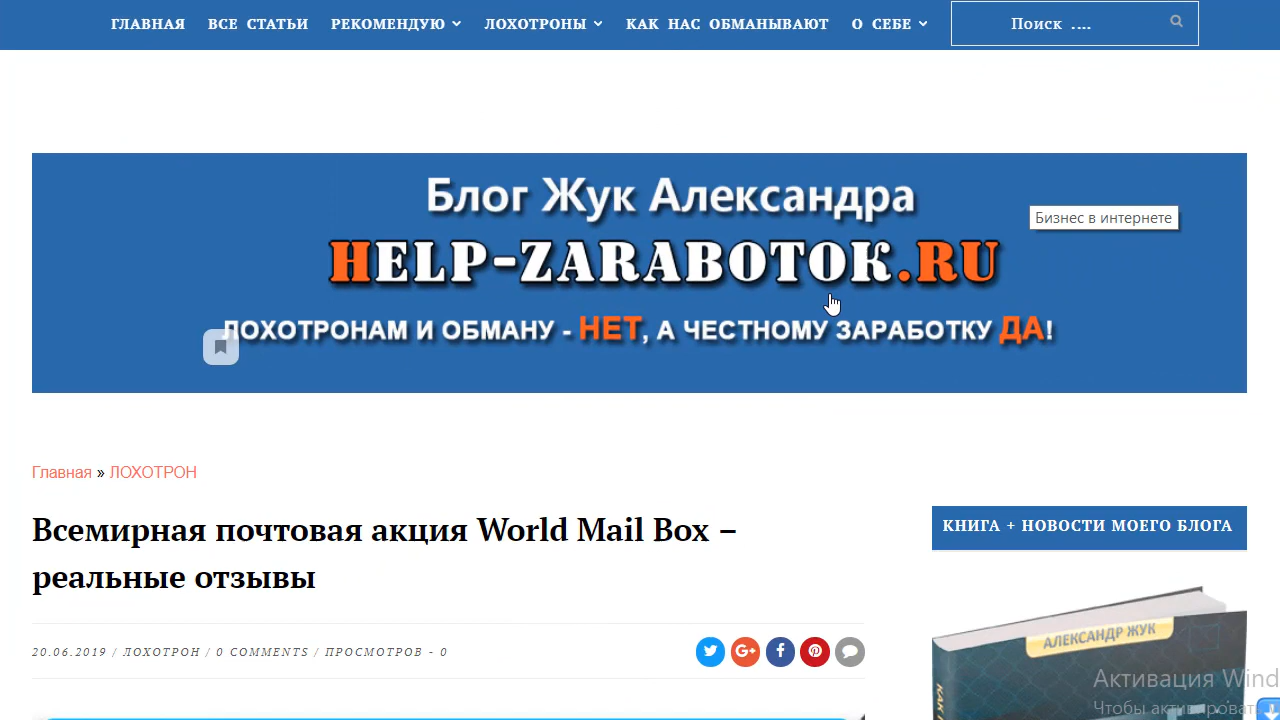 ГЛАВНАЯ ВСЕ СТАТЬИ РЕКОМЕНДУЮ ЛОХОТРОНЫ КАК НАС ОБМАНЫВАЮТ О СЕБЕ Поиск ....
Блог Жук Александра
Бизнес в интернете
HELP-ZARABOTOK.RU
ЛОХОТРОНАМ И ОБМАНУ - НЕТ, А ЧЕСТНОМУ ЗАРАБОТКУ ДА!
Главная » ЛОХОТРОН
Всемирная почтовая акция World Mail Box –
реальные отзывы
20.06.2019 / ЛОХОТРОН / 0 COMMENTS / ПРОСМОТРОВ - 0
КНИГА + НОВОСТИ МОЕГО БЛОГА
АЛЕКСАНДР ЖУК
Активация Wind
Чтобы активироват